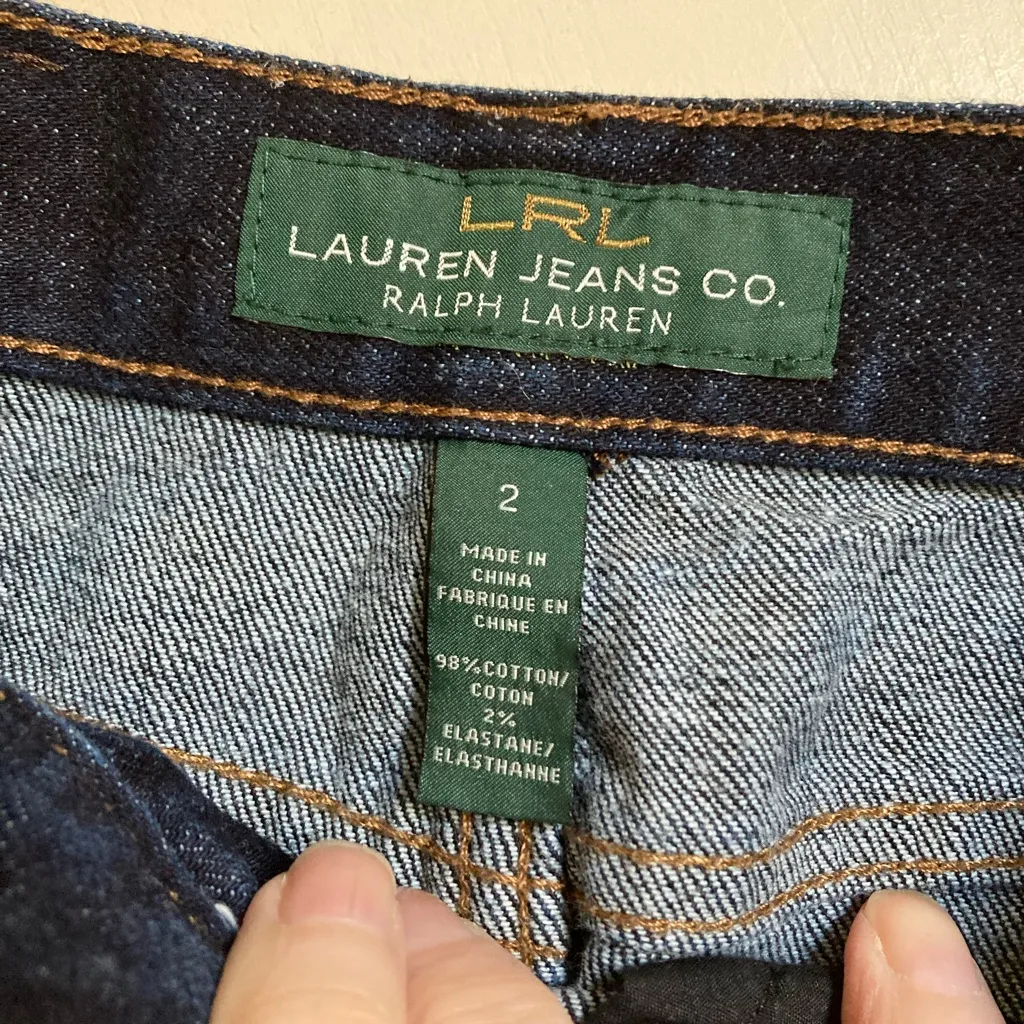 LRL
LAUREN JEANS CO.
RALPH LAUREN
2
MADE IN
CHINA
FABRIQUE EN
CHINE
98% COTTON/
COTON
2%
ELASTANE/
ELASTHANNE